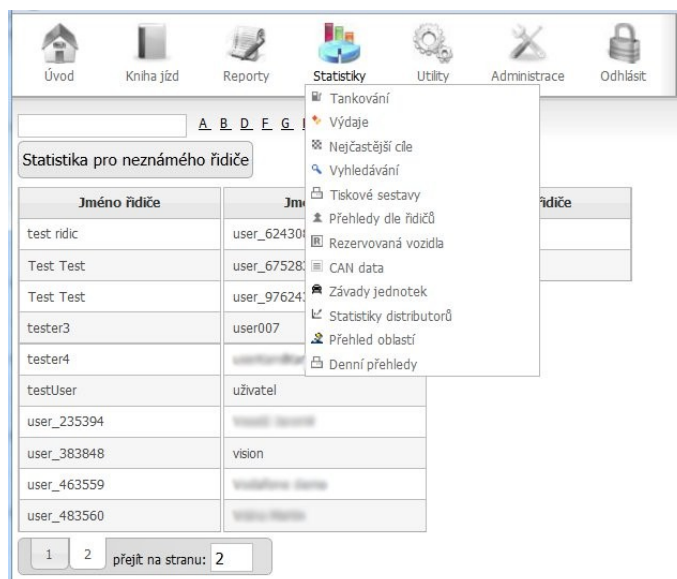 Úvod Kniha jízd Reporty Statistiky Utility Administrace Odhlásit
Tankování
Výdaje
Nejčastější cíle
Vyhledávání
Tiskové sestavy
Přehledy dle řidičů
Rezervovaná vozidla
CAN data
Závady jednotek
Statistiky distributorů
Přehled oblastí
Denní přehledy
A B D F G
Statistika pro neznámého řidiče
Jméno řidiče
test ridic
Test Test
Test Test
tester3
tester4
testUser
user_235394
user_383848
user_463559
user_483560
user007
uživatel
vision
řidiče
1 2 přejít na stranu: 2